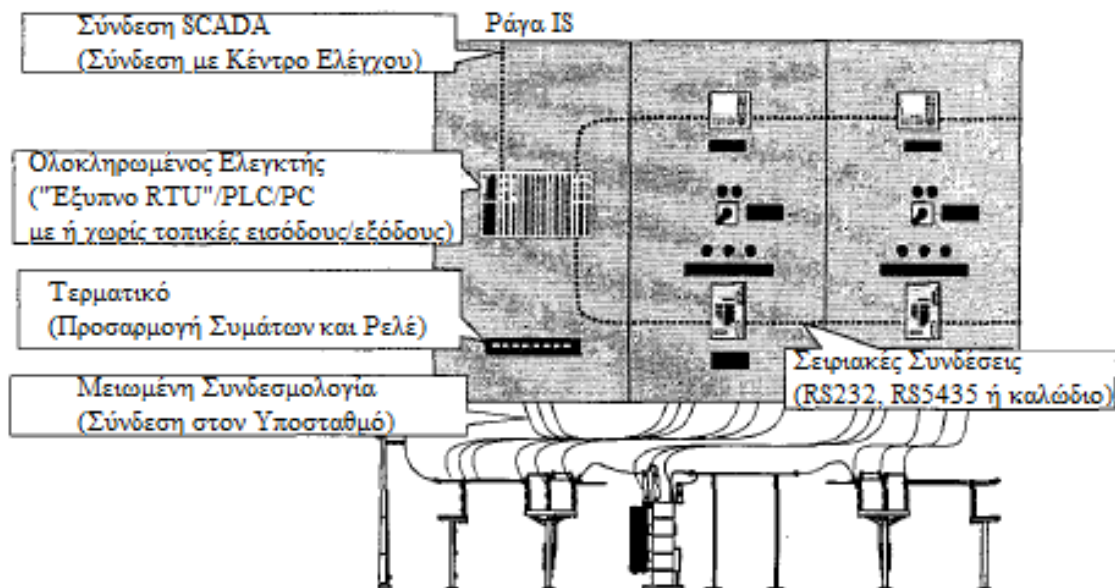 Σύνδεση SCADA
(Σύνδεση με Κέντρο Ελέγχου)
Ράγα IS
Ολοκληρωμένος Ελεγκτής
("Έξυπνο RTU"/PLC/PC
με ή χωρίς τοπικές εισόδους/εξόδους)
Τερματικό
(Προσαρμογή Συμάτων και Ρελέ)
Μειωμένη Συνδεσμολογία
(Σύνδεση στον Υποσταθμό)
Σειριακές Συνδέσεις
(RS232, RS5435 ή καλώδιο)